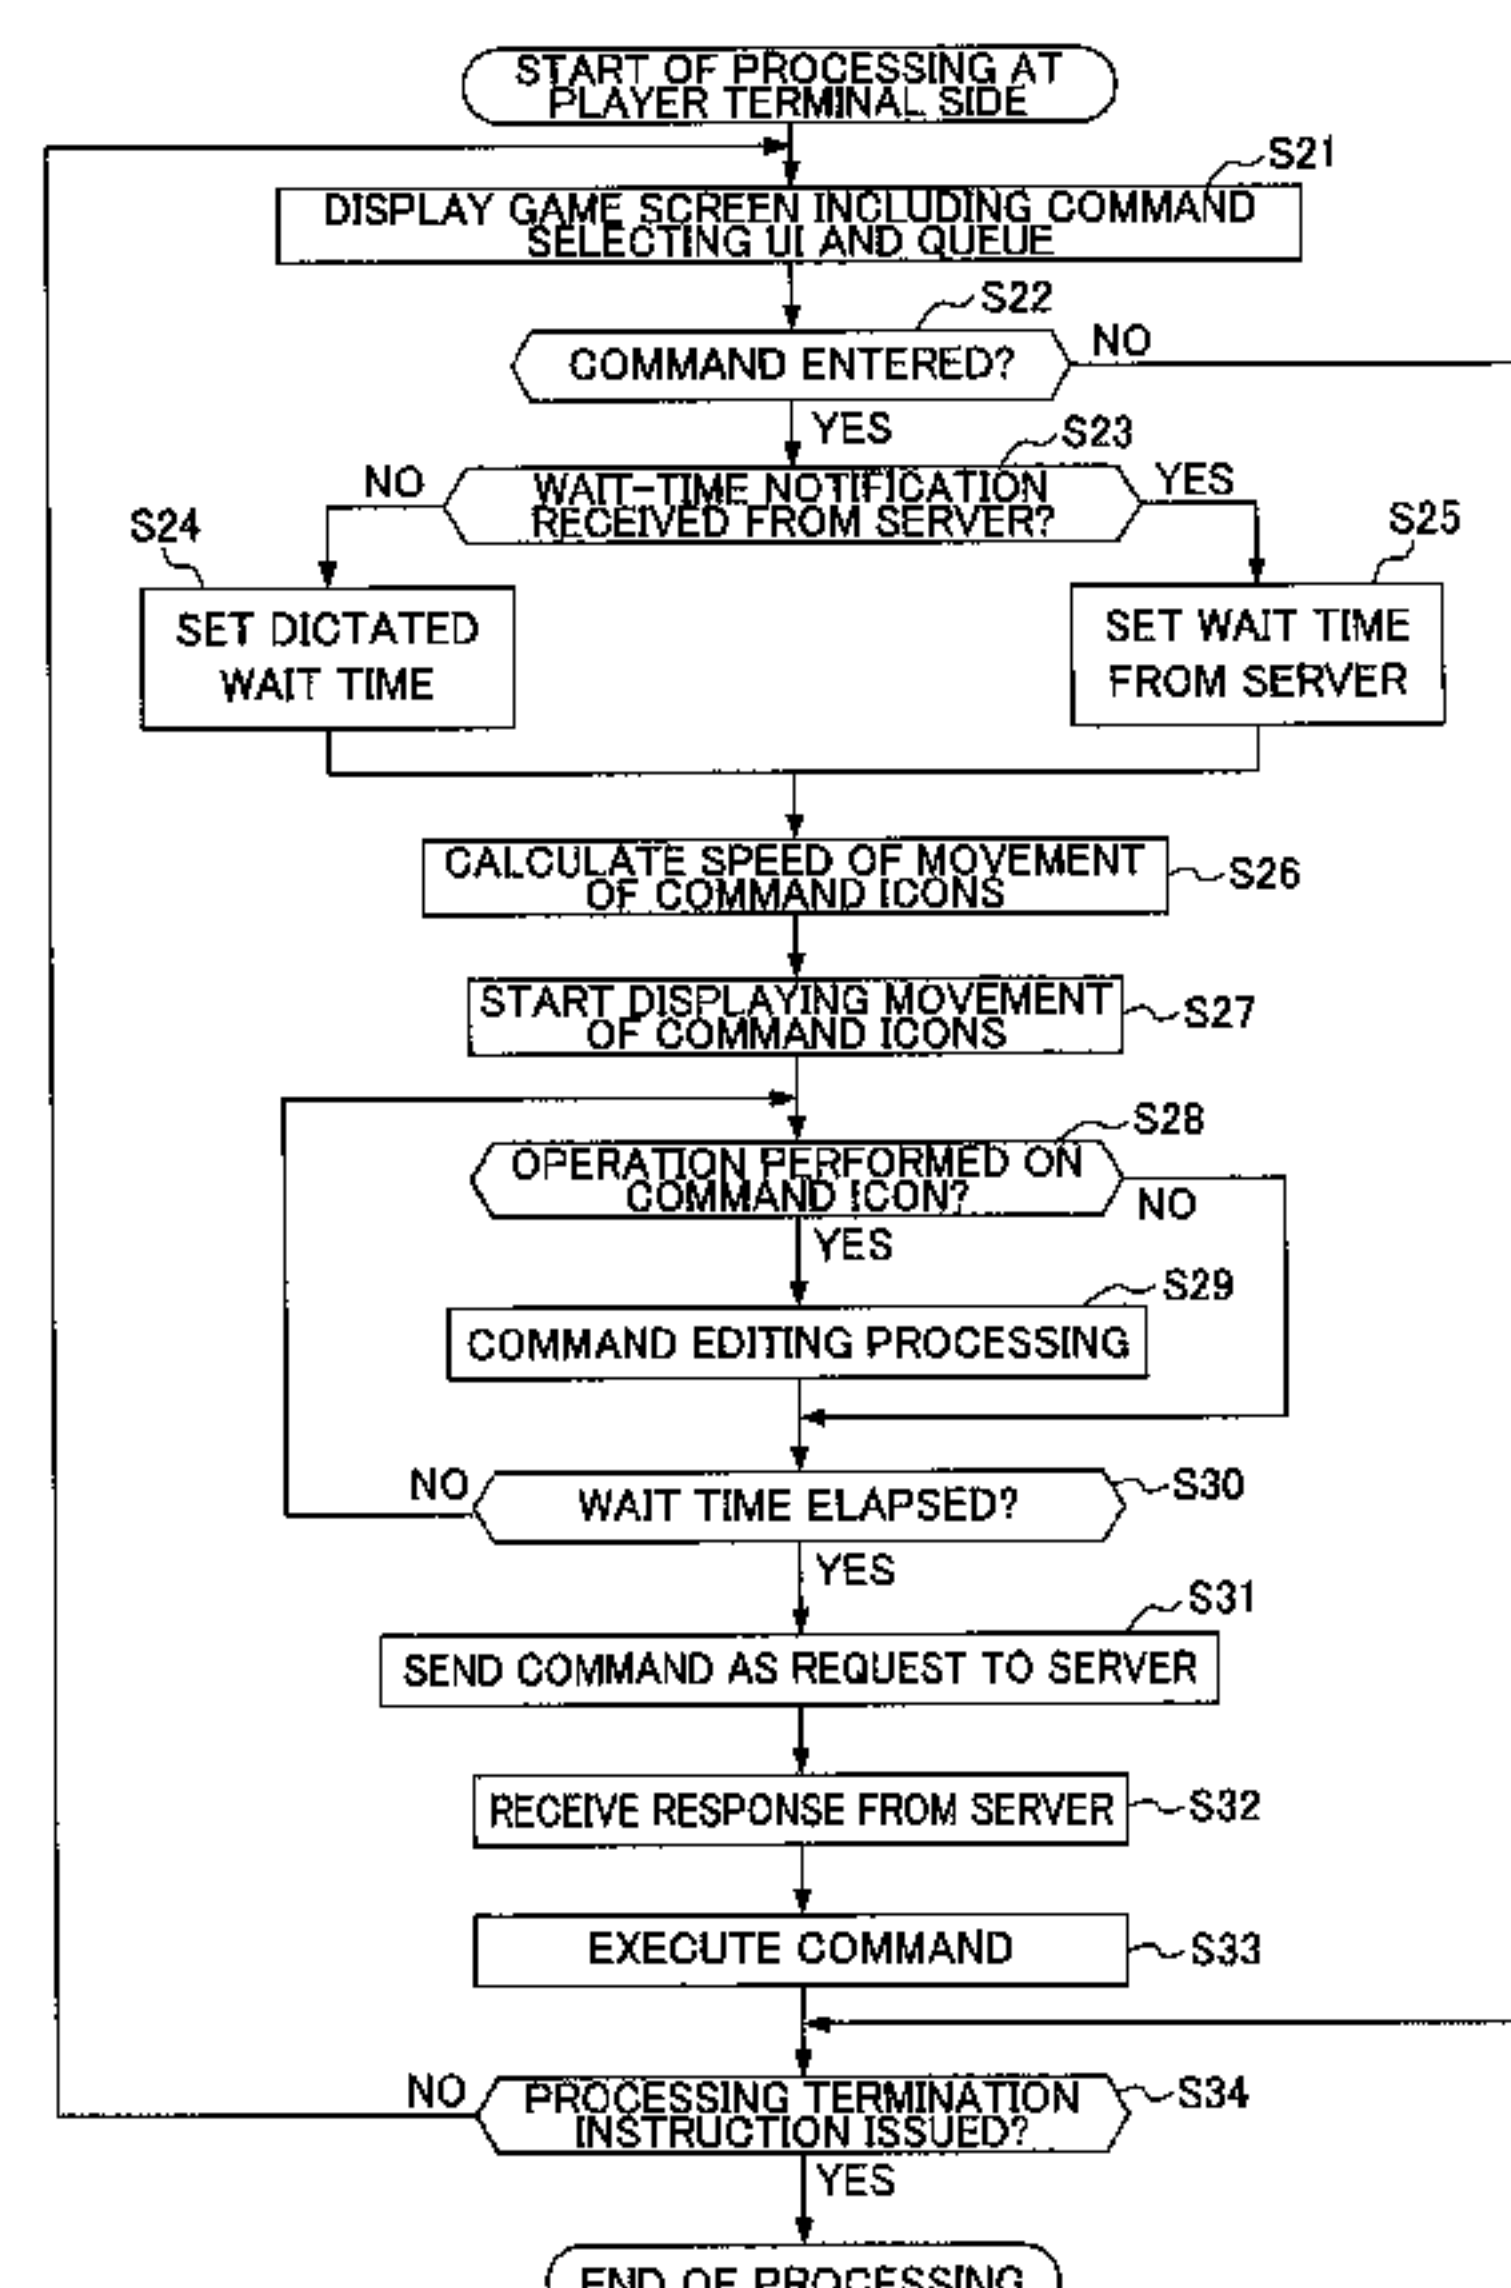 START OF PROCESSING AT
PLAYER TERMINAL SIDE
S21
DISPLAY GAME SCREEN INCLUDING COMMAND
SELECTING UI AND QUEUE
S22
COMMAND ENTERED?
NO
YES
S23
NO
WAIT-TIME NOTIFICATION
RECEIVED FROM SERVER?
YES
S24
S25
SET DICTATED
WAIT TIME
SET WAIT TIME
FROM SERVER
CALCULATE SPEED OF MOVEMENT
OF COMMAND ICONS
S26
START DISPLAYING MOVEMENT
OF COMMAND ICONS
S27
S28
OPERATION PERFORMED ON
COMMAND ICON?
NO
YES
S29
COMMAND EDITING PROCESSING
NO
WAIT TIME ELAPSED?
S30
YES
S31
SEND COMMAND AS REQUEST TO SERVER
RECEIVE RESPONSE FROM SERVER
S32
EXECUTE COMMAND
S33
NO
PROCESSING TERMINATION
INSTRUCTION ISSUED?
S34
YES
END OF PROCESSING